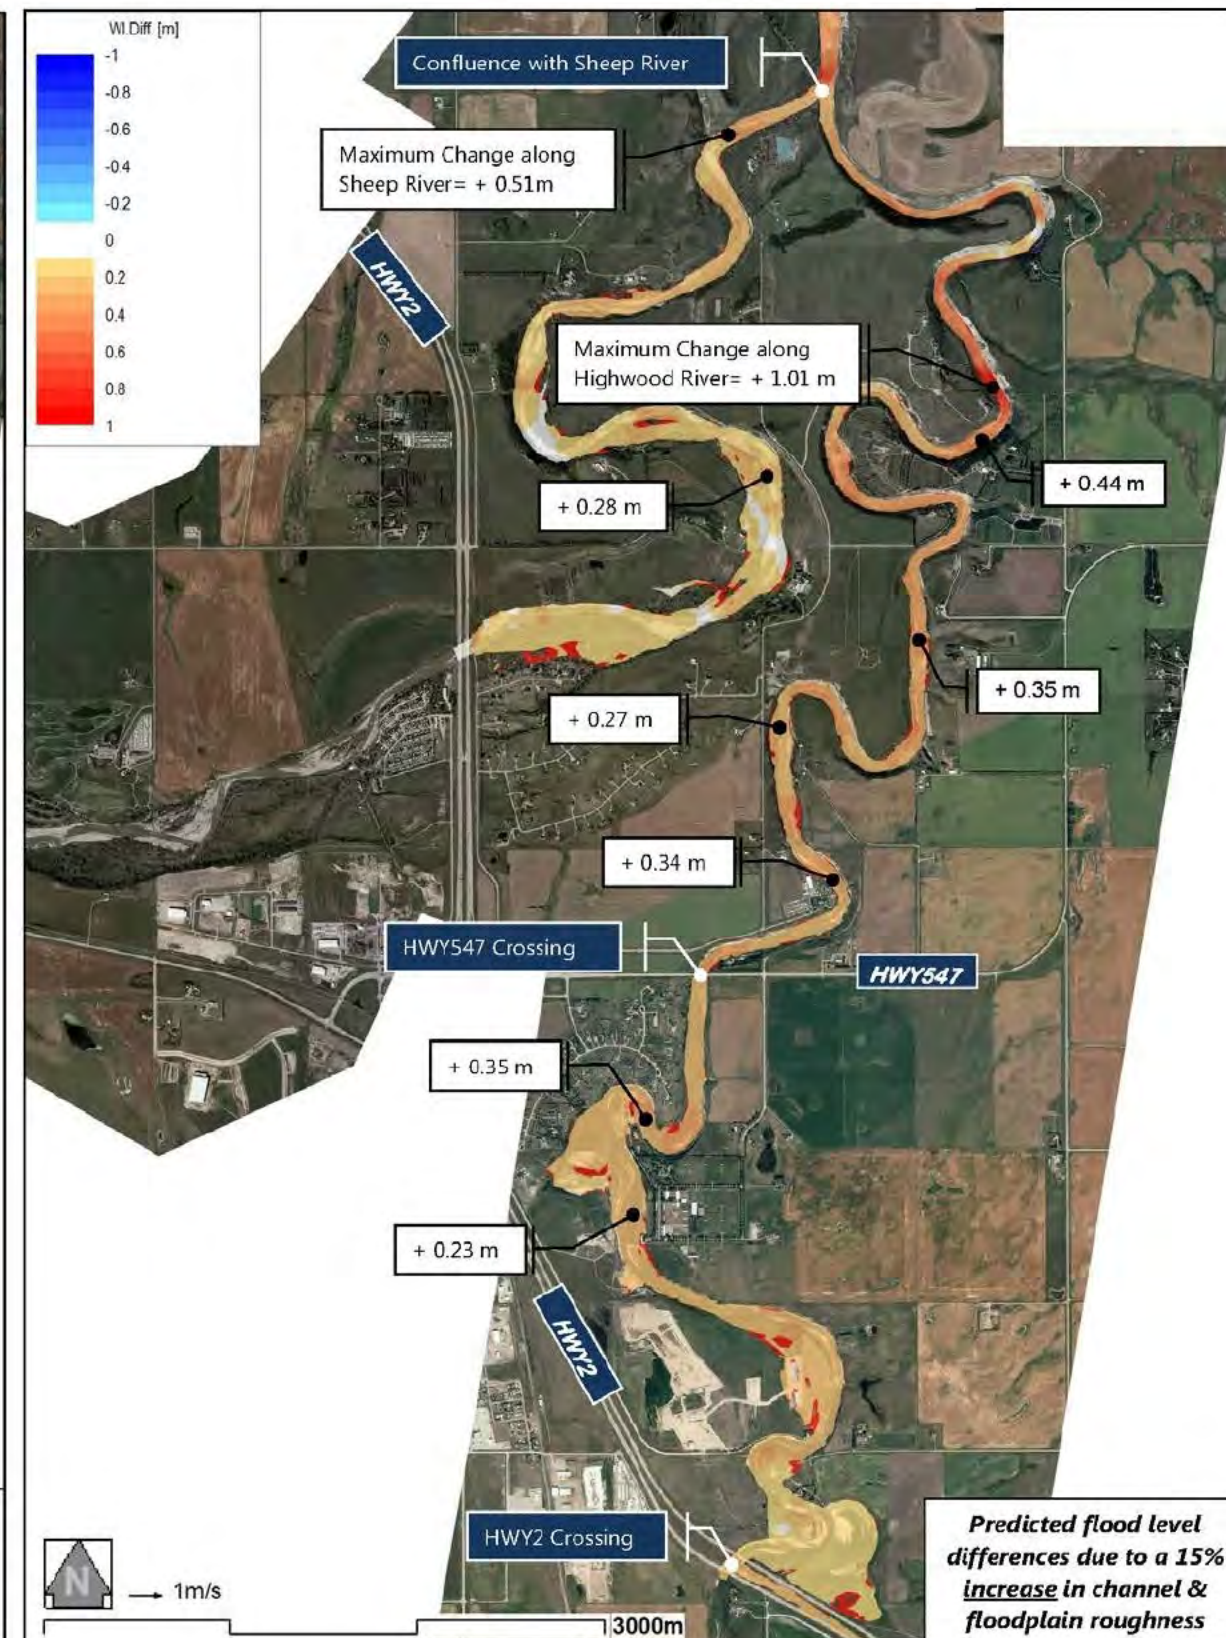 Wl.Diff [m]
-1
-0.8
-0.6
-0.4
-0.2
0
0.2
0.4
0.6
0.8
1
Confluence with Sheep River
Maximum Change along
Sheep River= + 0.51m
HWY2
Maximum Change along
Highwood River= + 1.01 m
+ 0.28 m
+ 0.44 m
+ 0.35 m
+ 0.27 m
+ 0.34 m
HWY547 Crossing
HWY547
+ 0.35 m
+ 0.23 m
HWY2
HWY2 Crossing
N
1m/s
3000m
Predicted flood level
differences due to a 15%
increase in channel &
floodplain roughness